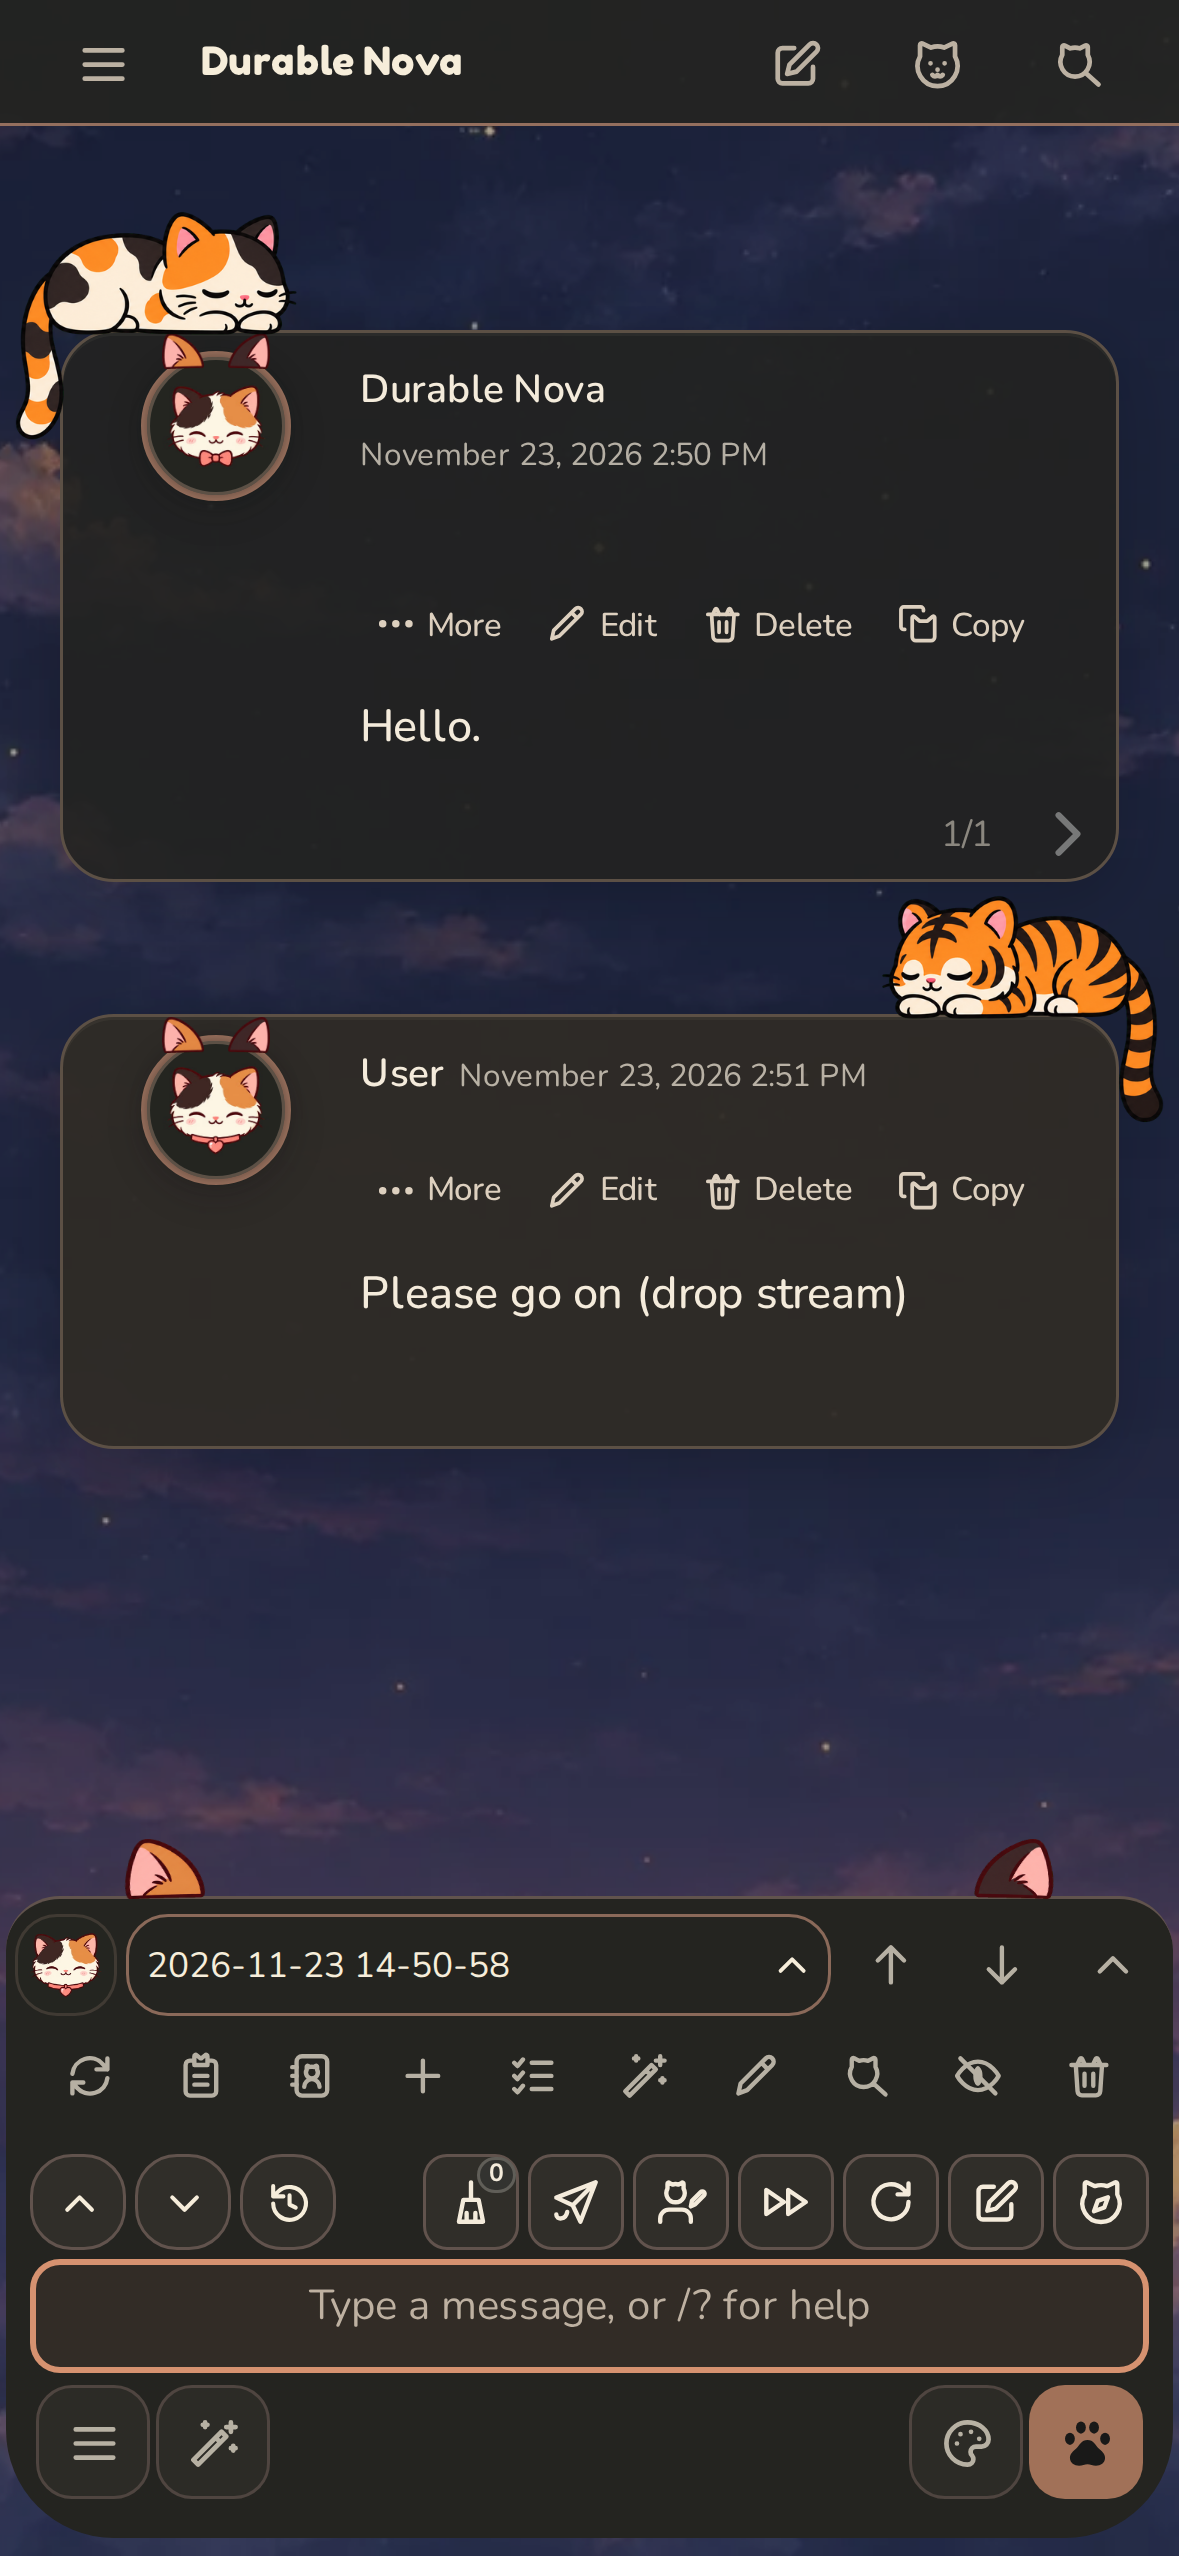 Durable Nova
Durable Nova
November 23, 2026 2:50 PM
More Edit Delete Copy
Hello.
1/1
User November 23, 2026 2:51 PM
More Edit Delete Copy
Please go on (drop stream)
2026-11-23 14-50-58
0
Type a message, or /? for help